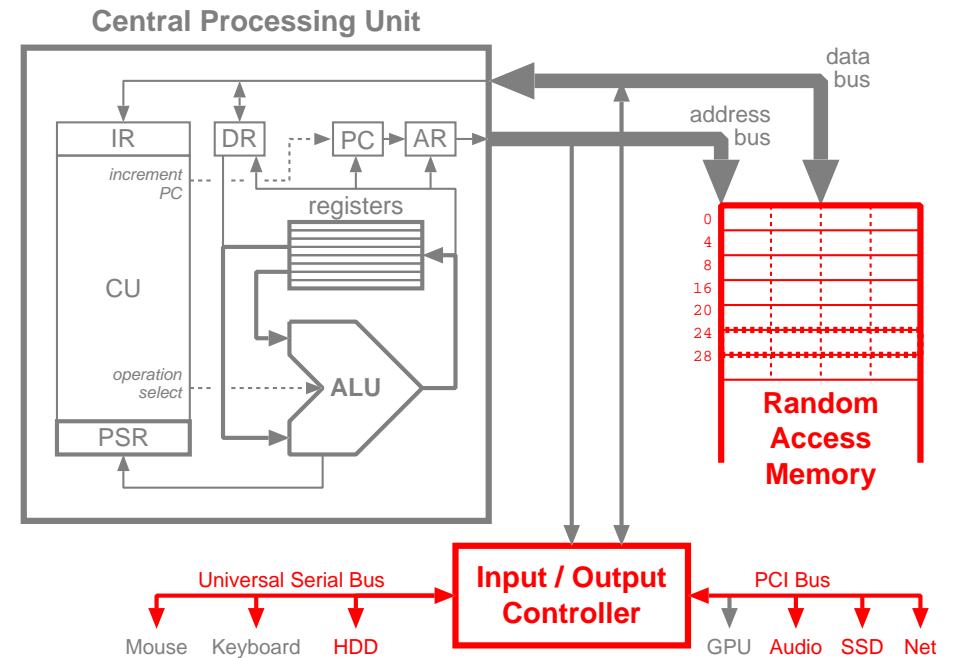 Central Processing Unit
data
bus
address
bus
IR
DR
PC
AR
increment
PC
registers
CU
0
4
8
16
20
24
28
operation
select
ALU
PSR
Random
Access
Memory
Universal Serial Bus
Input / Output
Controller
PCI Bus
Mouse
Keyboard
HDD
GPU
Audio
SSD
Net